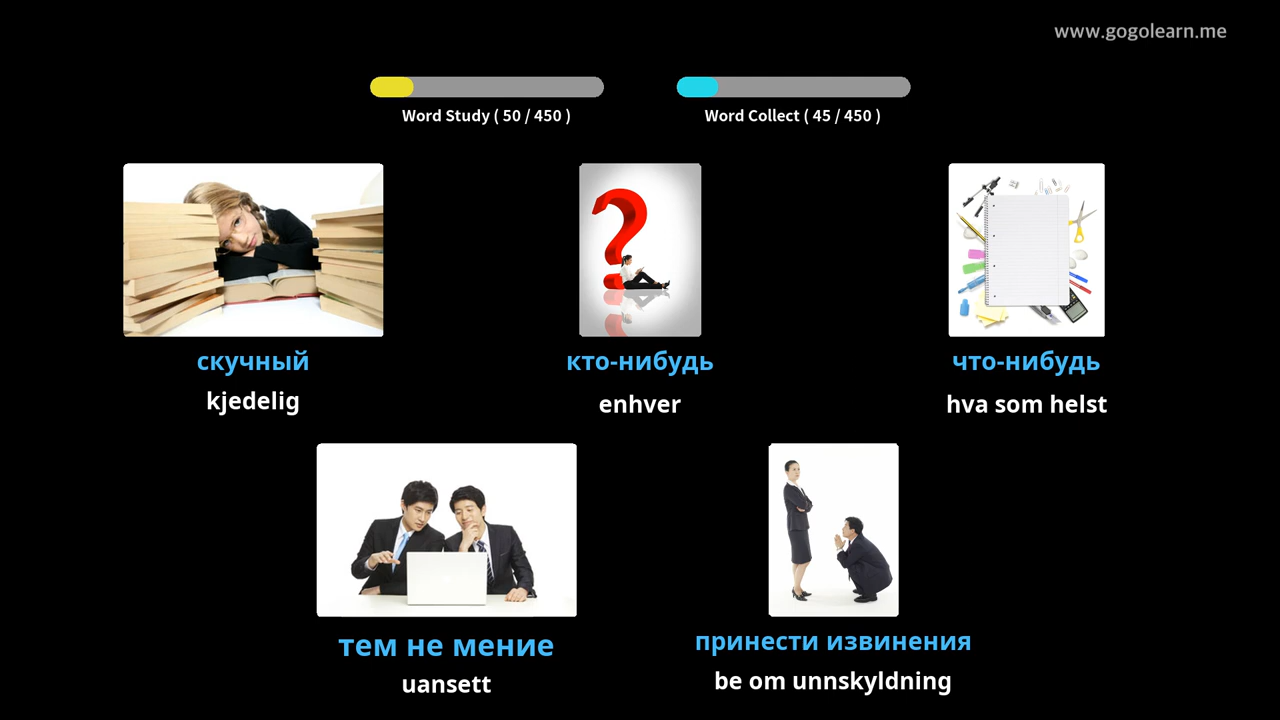 www.gogolearn.me
Word Study ( 50 / 450 )
Word Collect ( 45 / 450 )
скучный
kjedelig
кто-нибудь
enhver
что-нибудь
hva som helst
тем не мение
uansett
принести извинения
be om unnskyldning